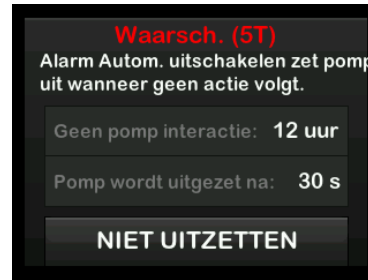 Waarsch. (5T)
Alarm Autom. uitschakelen zet pomp
uit wanneer geen actie volgt.
Geen pomp interactie: 12 uur
Pomp wordt uitgezet na: 30 s
NIET UITZETTEN